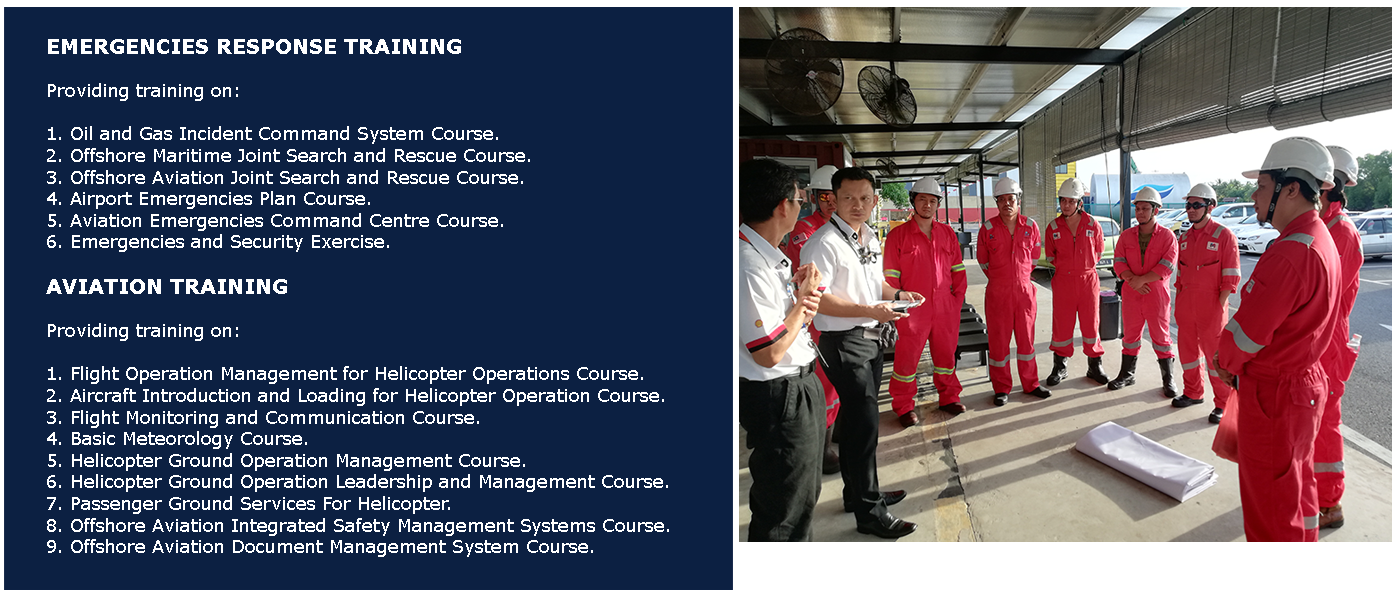 EMERGENCIES RESPONSE TRAINING
Providing training on:
1. Oil and Gas Incident Command System Course.
2. Offshore Maritime Joint Search and Rescue Course.
3. Offshore Aviation Joint Search and Rescue Course.
4. Airport Emergencies Plan Course.
5. Aviation Emergencies Command Centre Course.
6. Emergencies and Security Exercise.
AVIATION TRAINING
Providing training on:
1. Flight Operation Management for Helicopter Operations Course.
2. Aircraft Introduction and Loading for Helicopter Operation Course.
3. Flight Monitoring and Communication Course.
4. Basic Meteorology Course.
5. Helicopter Ground Operation Management Course.
6. Helicopter Ground Operation Leadership and Management Course.
7. Passenger Ground Services For Helicopter.
8. Offshore Aviation Integrated Safety Management Systems Course.
9. Offshore Aviation Document Management System Course.